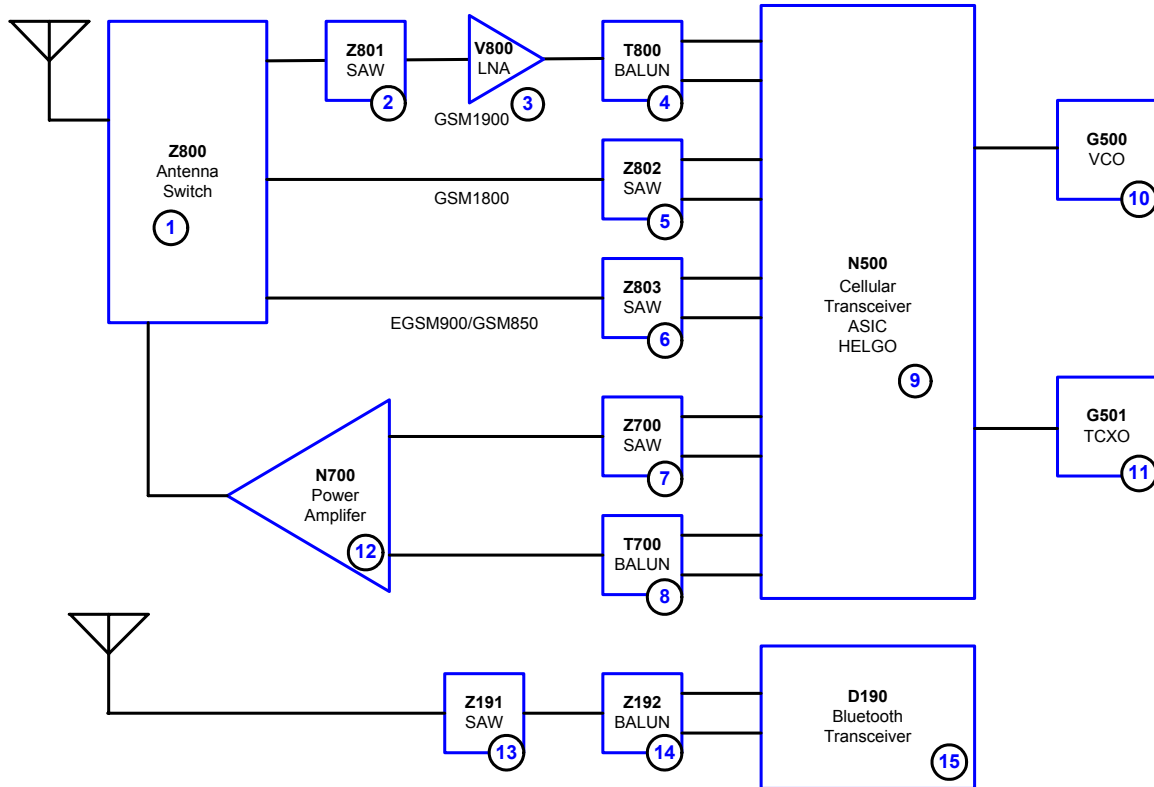 Z801
SAW
2
V800
LNA
3
GSM1900
T800
BALUN
4
Z800
Antenna
Switch
1
GSM1800
Z802
SAW
5
G500
VCO
10
EGSM900/GSM850
Z803
SAW
6
N500
Cellular
Transceiver
ASIC
HELGO
9
G501
TCXO
11
N700
Power
Amplifer
12
Z700
SAW
7
T700
BALUN
8
Z191
SAW
13
Z192
BALUN
14
D190
Bluetooth
Transceiver
15